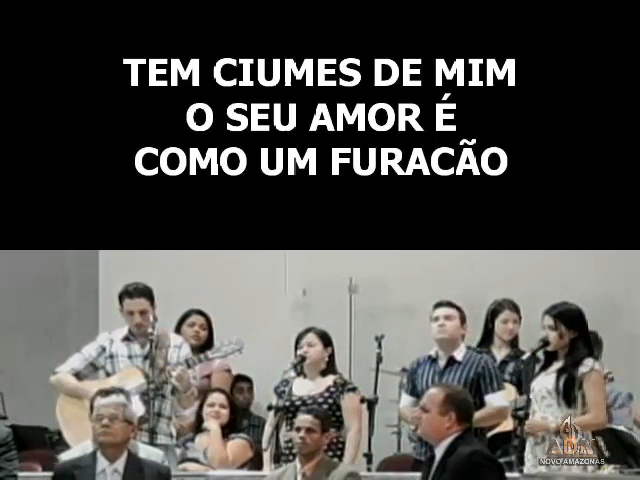 TEM CIUMES DE MIM
O SEU AMOR É
COMO UM FURACÃO
NOVO AMAZONAS